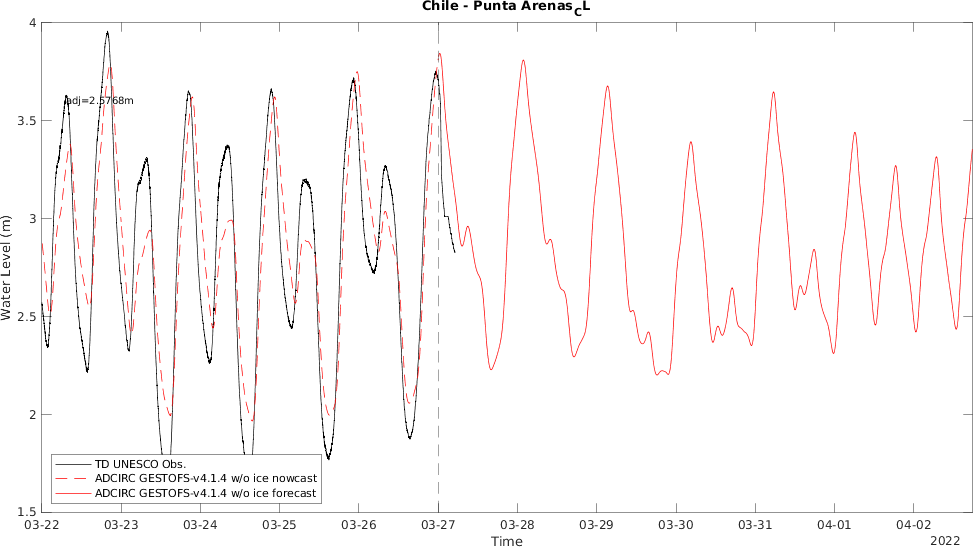 Chile - Punta Arenas_CL
4
adj=2.5768m
3.5
3
2.5
2
1.5
Water Level (m)
TD UNESCO Obs.
ADCIRC GESTOFS-v4.1.4 w/o ice nowcast
ADCIRC GESTOFS-v4.1.4 w/o ice forecast
03-22 03-23 03-24 03-25 03-26 03-27 03-28 03-29 03-30 03-31 04-01 04-02
Time
2022